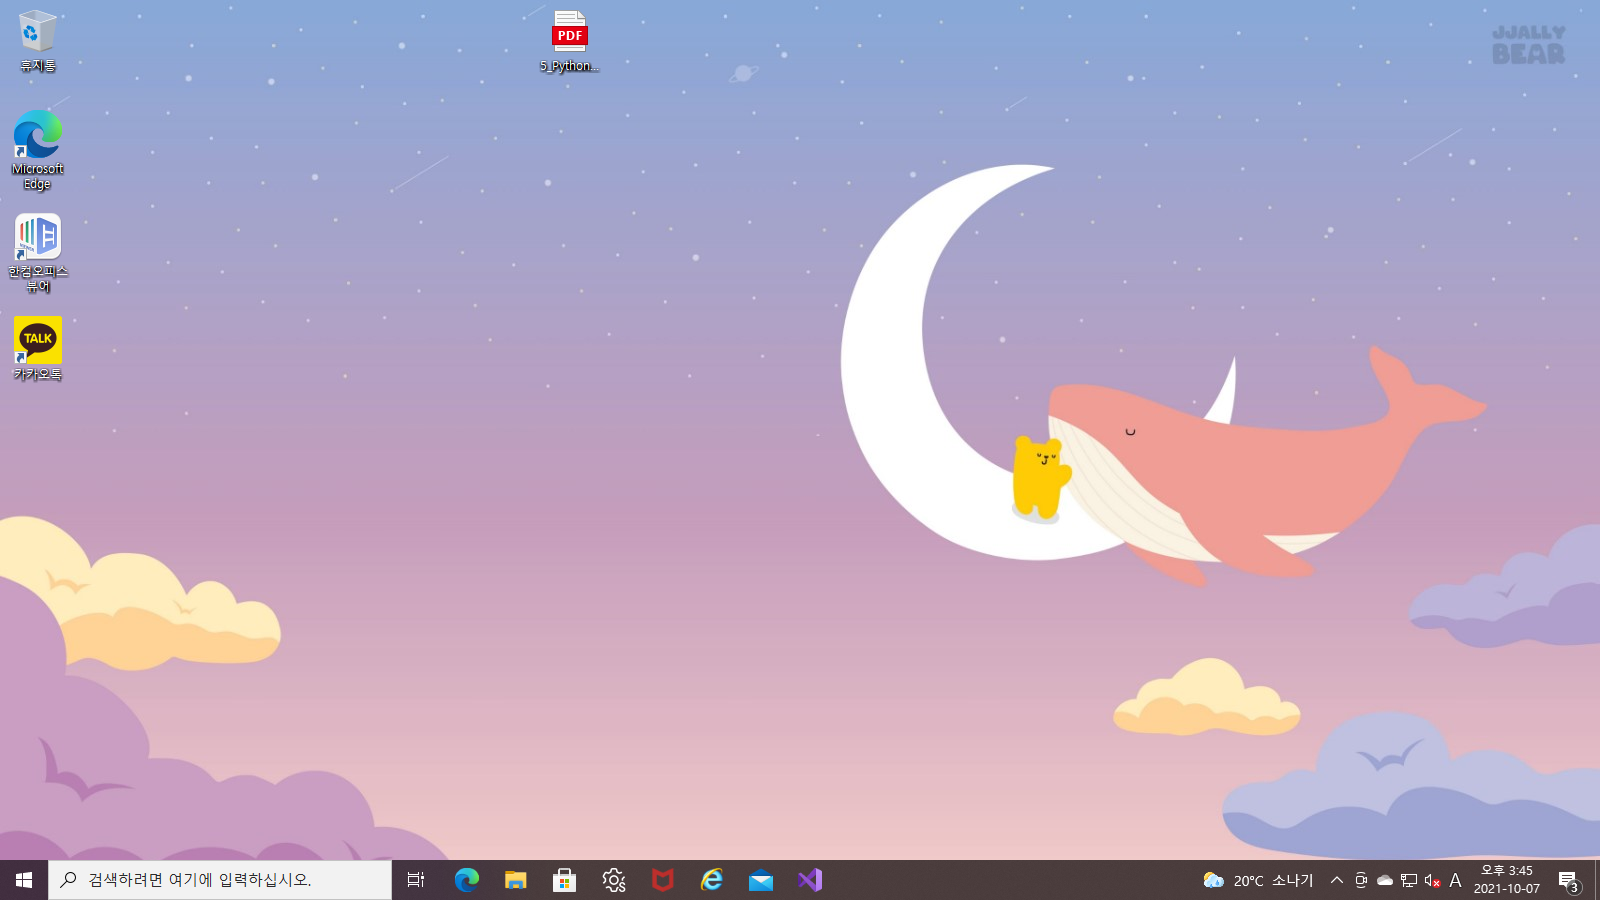 휴지통
PDF
5_Python...
JJALLY
BEAR
Microsoft
Edge
한컴오피스
뷰어
TALK
카카오톡
검색하려면 여기에 입력하십시오.
20°C 소나기
A
오후 3:45
2021-10-07
3